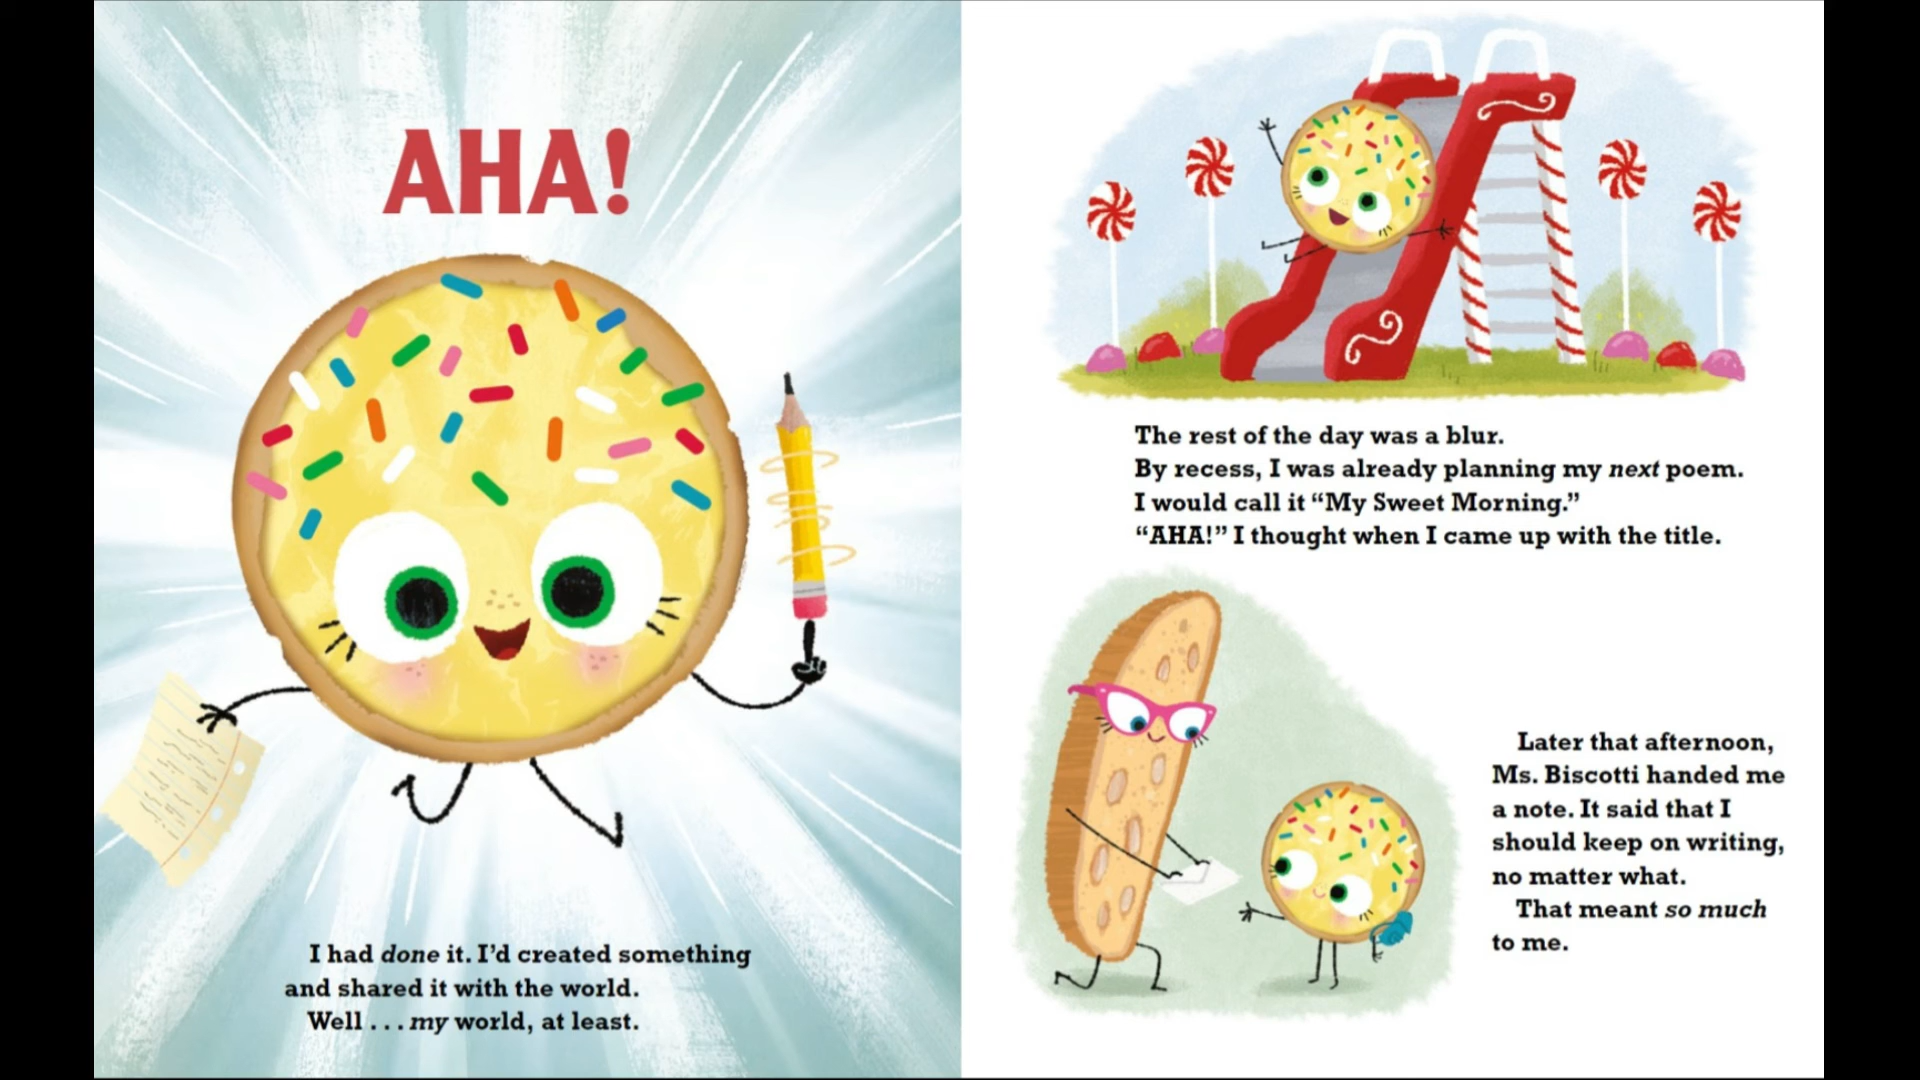 AHA!
I had done it. I'd created something
and shared it with the world.
Well . . . my world, at least.
The rest of the day was a blur.
By recess, I was already planning my next poem.
I would call it “My Sweet Morning.”
“AHA!” I thought when I came up with the title.
Later that afternoon,
Ms. Biscotti handed me
a note. It said that I
should keep on writing,
no matter what.
That meant so much
to me.